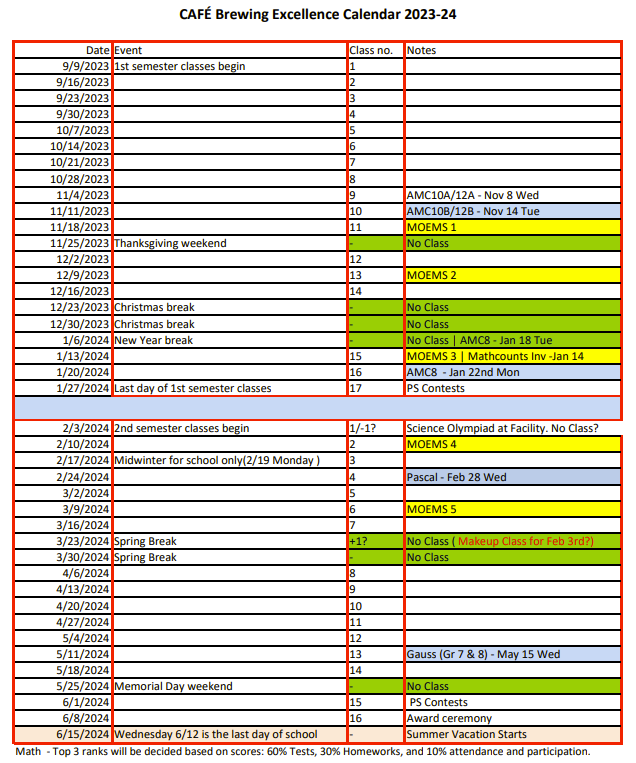 CAFÉ Brewing Excellence Calendar 2023-24
Date Event Class no. Notes
9/9/2023 1st semester classes begin 1
9/16/2023 2
9/23/2023 3
9/30/2023 4
10/7/2023 5
10/14/2023 6
10/21/2023 7
10/28/2023 8
11/4/2023 9 AMC10A/12A - Nov 8 Wed
11/11/2023 10 AMC10B/12B - Nov 14 Tue
11/18/2023 11 MOEMS 1
11/25/2023 Thanksgiving weekend - No Class
12/2/2023 12
12/9/2023 13 MOEMS 2
12/16/2023 14
12/23/2023 Christmas break - No Class
12/30/2023 Christmas break - No Class
1/6/2024 New Year break - No Class | AMC8 - Jan 18 Tue
1/13/2024 15 MOEMS 3 | Mathcounts Inv -Jan 14
1/20/2024 16 AMC8 - Jan 22nd Mon
1/27/2024 Last day of 1st semester classes 17 PS Contests
2/3/2024 2nd semester classes begin 1/-1? Science Olympiad at Facility. No Class?
2/10/2024 2 MOEMS 4
2/17/2024 Midwinter for school only(2/19 Monday ) 3
2/24/2024 4 Pascal - Feb 28 Wed
3/2/2024 5
3/9/2024 6 MOEMS 5
3/16/2024 7
3/23/2024 Spring Break +1? No Class ( Makeup Class for Feb 3rd?)
3/30/2024 Spring Break - No Class
4/6/2024 8
4/13/2024 9
4/20/2024 10
4/27/2024 11
5/4/2024 12
5/11/2024 13 Gauss (Gr 7 & 8) - May 15 Wed
5/18/2024 14
5/25/2024 Memorial Day weekend - No Class
6/1/2024 15 PS Contests
6/8/2024 16 Award ceremony
6/15/2024 Wednesday 6/12 is the last day of school - Summer Vacation Starts
Math - Top 3 ranks will be decided based on scores: 60% Tests, 30% Homeworks, and 10% attendance and participation.